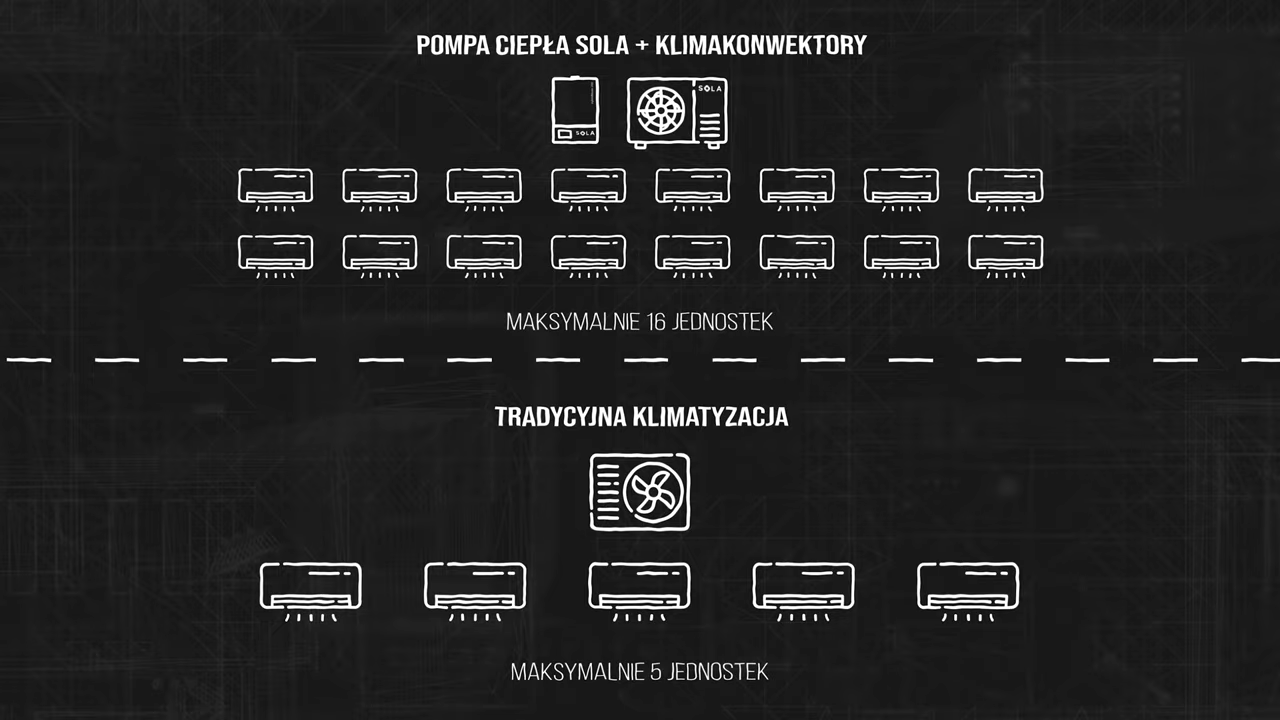 POMPA CIEPŁA SOLA + KLIMAKONWEKTORY
SOLA
SOLA
MAKSYMALNIE 16 JEDNOSTEK
TRADYCYJNA KLIMATYZACJA
MAKSYMALNIE 5 JEDNOSTEK